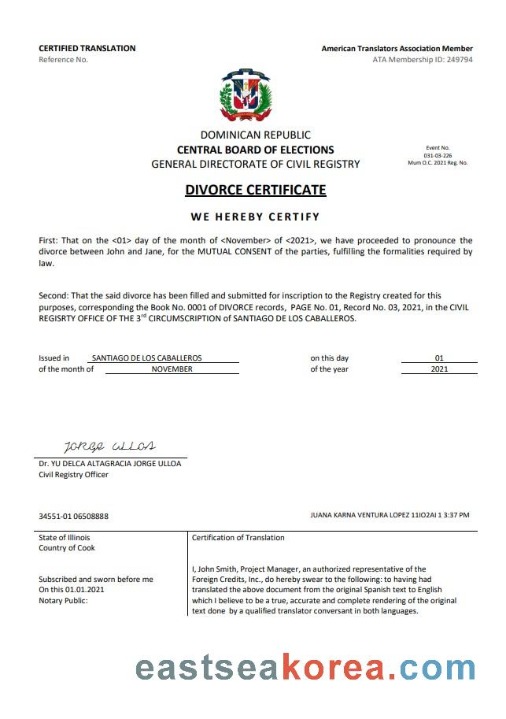 CERTIFIED TRANSLATION
Reference No.
American Translators Association Member
ATA Membership ID: 249794
DOMINICAN REPUBLIC
CENTRAL BOARD OF ELECTIONS
GENERAL DIRECTORATE OF CIVIL REGISTRY
Event No.
031-03-226
Mum O.C. 2021 Reg. No.
DIVORCE CERTIFICATE
WE HEREBY CERTIFY
First: That on the <01> day of the month of <November> of <2021>, we have proceeded to pronounce the
divorce between John and Jane, for the MUTUAL CONSENT of the parties, fulfilling the formalities required by
law.
Second: That the said divorce has been filled and submitted for inscription to the Registry created for this
purposes, corresponding the Book No. 0001 of DIVORCE records, PAGE No. 01, Record No. 03, 2021, in the CIVIL
REGISRTY OFFICE OF THE 3rd CIRCUMSCRIPTION of SANTIAGO DE LOS CABALLEROS.
Issued in SANTIAGO DE LOS CABALLEROS on this day 01
of the month of NOVEMBER of the year 2021
JORGE ULLOA
Dr. YU DELCA ALTAGRACIA JORGE ULLOA
Civil Registry Officer
34551-01 06508888
JUANA KARNA VENTURA LOPEZ 11IO2AI 1 3:37 PM
State of Illinois
Country of Cook
Subscribed and sworn before me
On this 01.01.2021
Notary Public:
Certification of Translation
I, John Smith, Project Manager, an authorized representative of the
Foreign Credits, Inc., do hereby swear to the following: to having had
translated the above document from the original Spanish text to English
which I believe to be a true, accurate and complete rendering of the original
text done by a qualified translator conversant in both languages.
eastseakorea.com